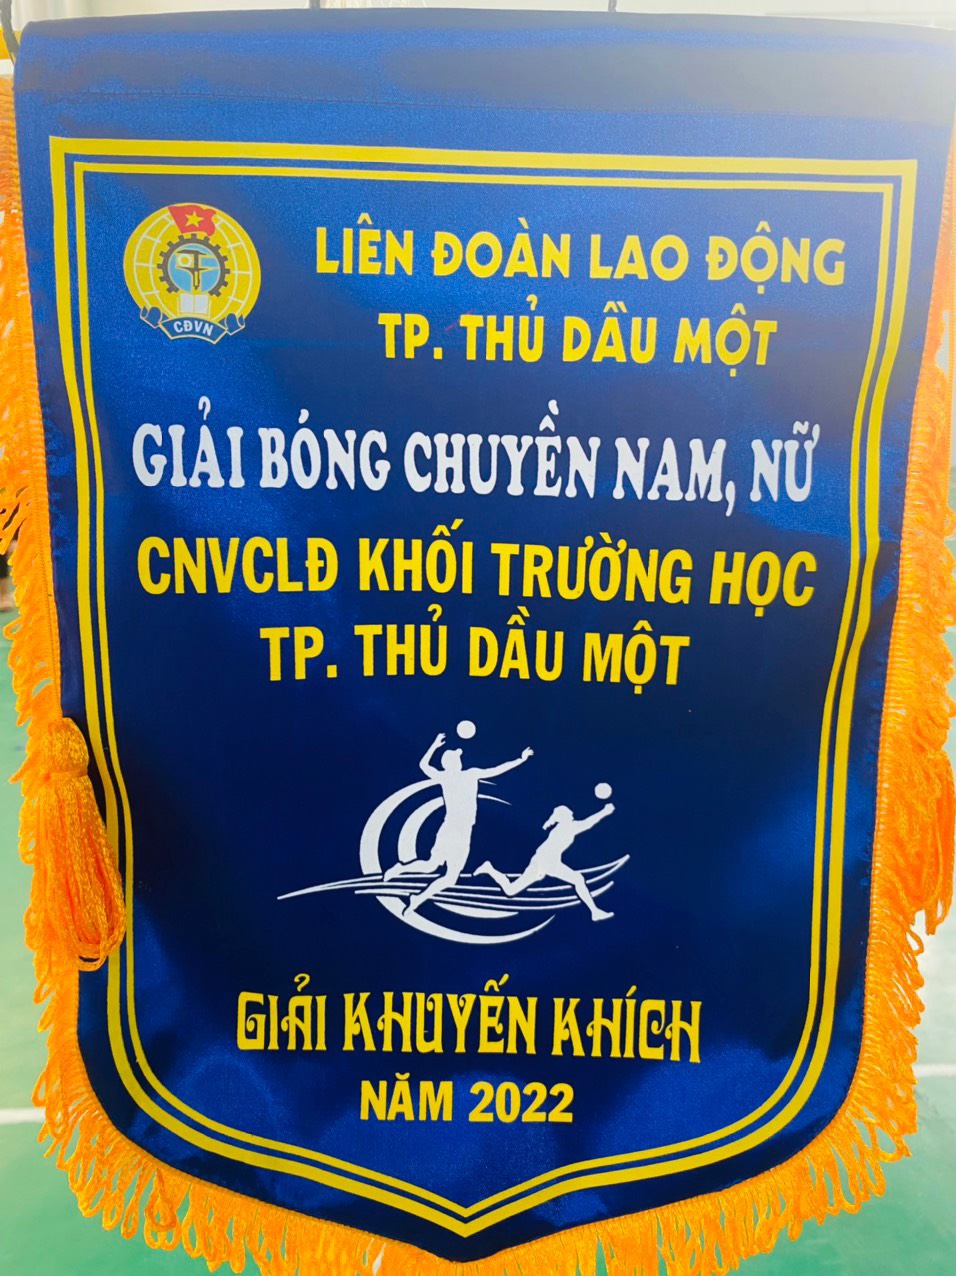 LIÊN ĐOÀN LAO ĐỘNG
TP. THỦ DẦU MỘT
CĐVN
GIẢI BÓNG CHUYỀN NAM, NỮ
CNVCLĐ KHỐI TRƯỜNG HỌC
TP. THỦ DẦU MỘT
GIẢI KHUYẾN KHÍCH
NĂM 2022